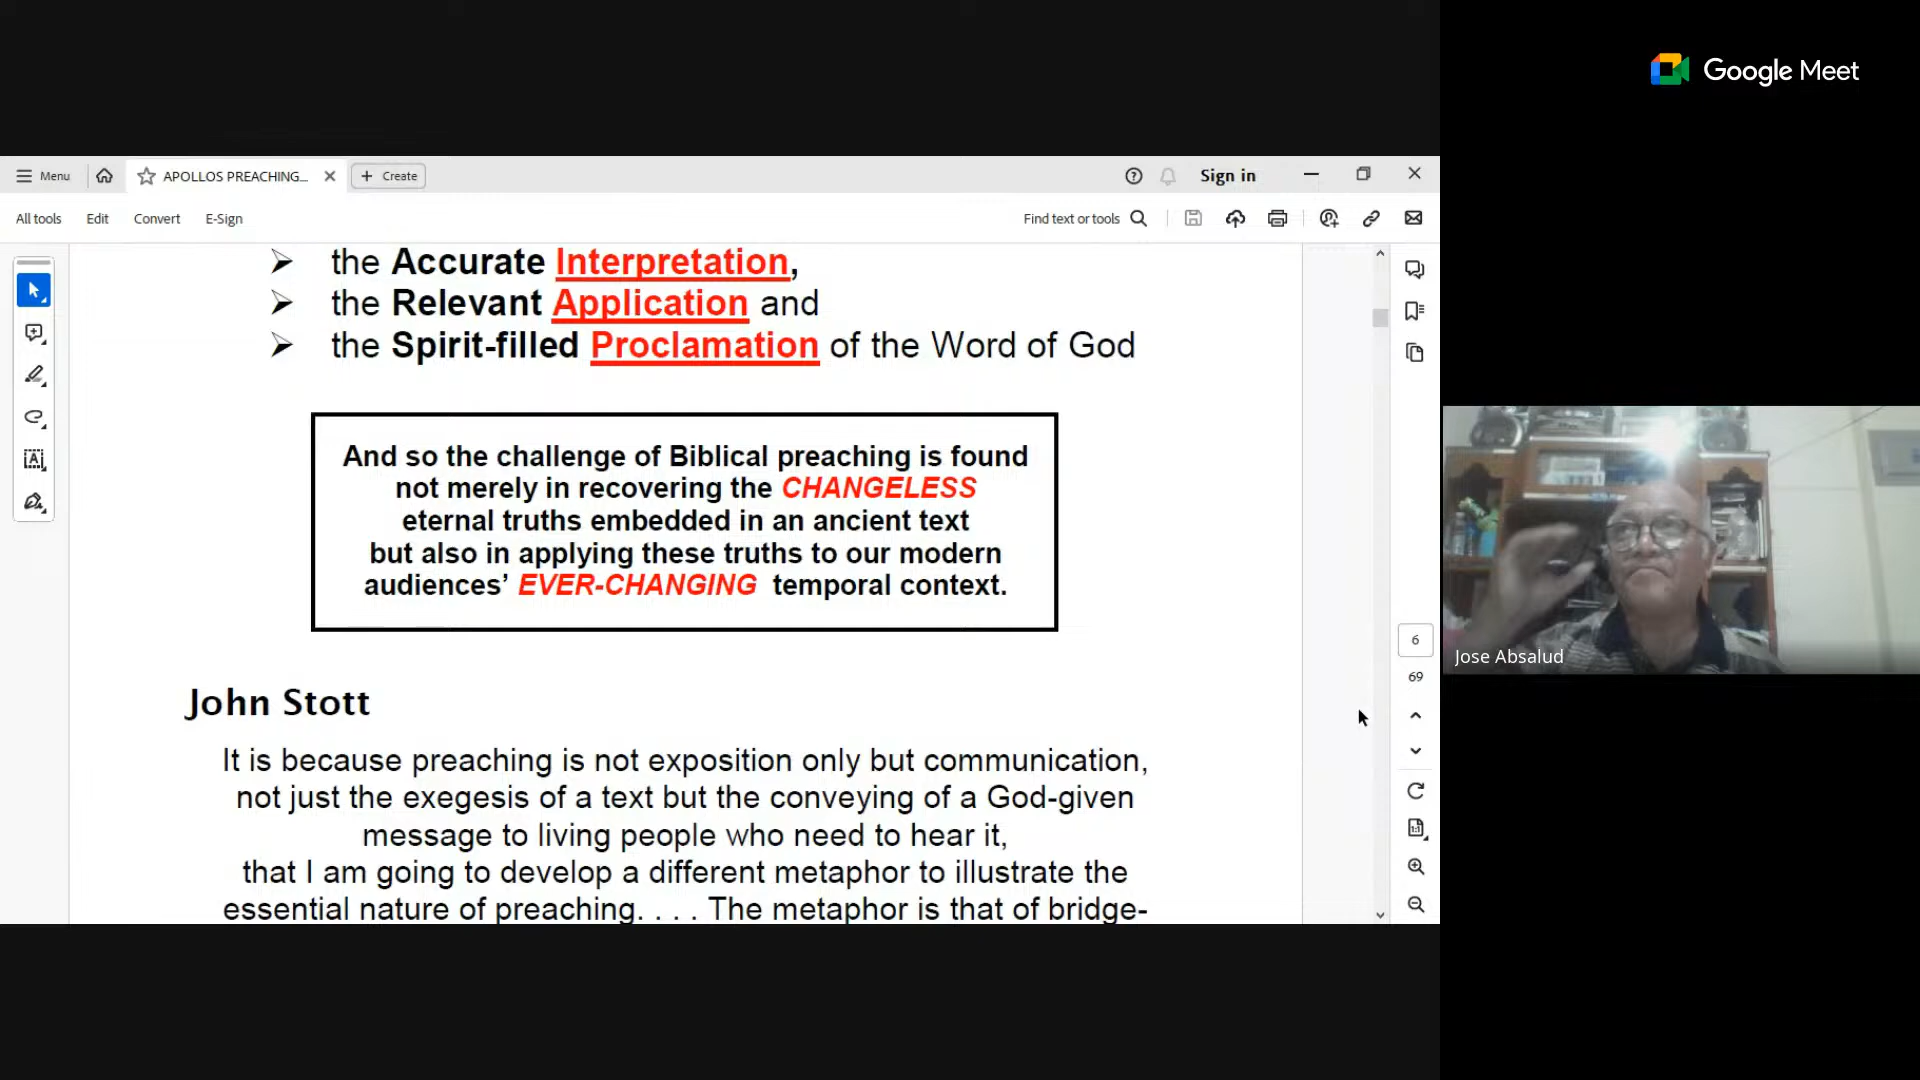 Google Meet
Menu
APOLLOS PREACHING...
Create
Sign in
All tools
Edit
Convert
E-Sign
Find text or tools
➢ the Accurate Interpretation,
➢ the Relevant Application and
➢ the Spirit-filled Proclamation of the Word of God
And so the challenge of Biblical preaching is found
not merely in recovering the CHANGELESS
eternal truths embedded in an ancient text
but also in applying these truths to our modern
audiences’ EVER-CHANGING temporal context.
John Stott
It is because preaching is not exposition only but communication,
not just the exegesis of a text but the conveying of a God-given
message to living people who need to hear it,
that I am going to develop a different metaphor to illustrate the
essential nature of preaching. . . . The metaphor is that of bridge-
6
69
Jose Absalud